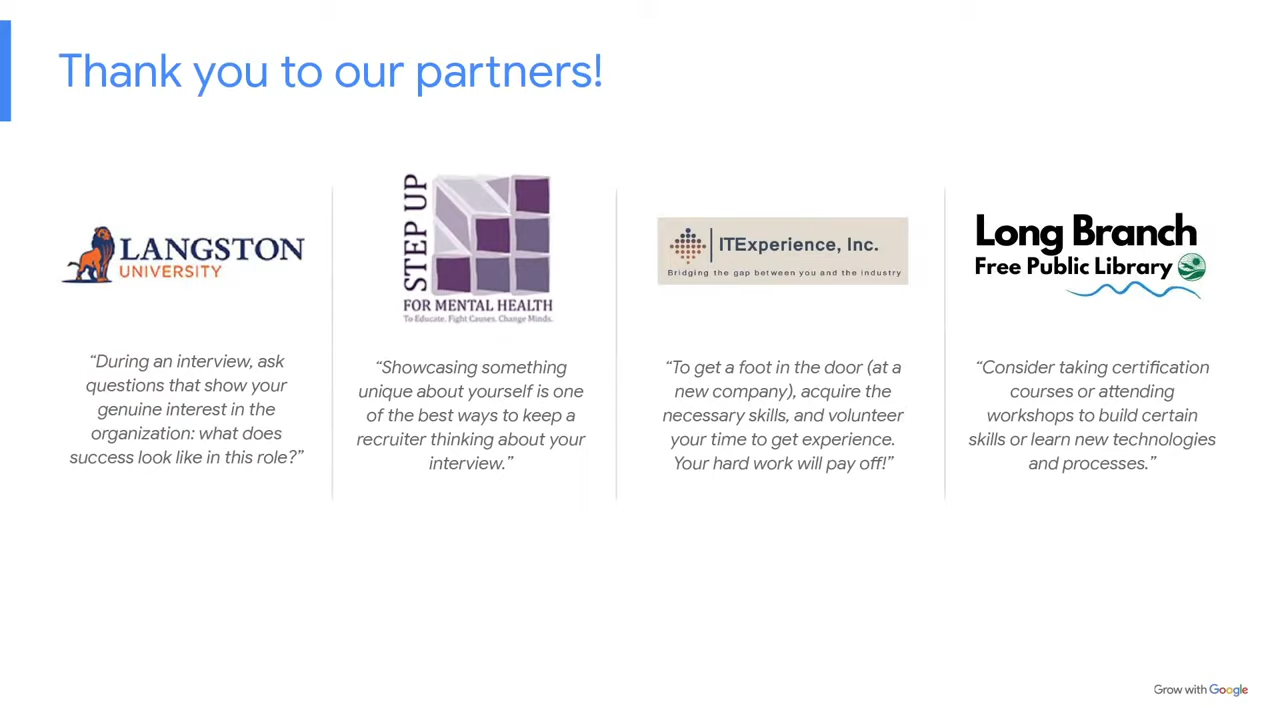 Thank you to our partners!
LANGSTON
UNIVERSITY
“During an interview, ask
questions that show your
genuine interest in the
organization: what does
success look like in this role?”
STEP UP
FOR MENTAL HEALTH
To Educate. Fight Causes. Change Minds.
“Showcasing something
unique about yourself is one
of the best ways to keep a
recruiter thinking about your
interview.”
ITExperience, Inc.
Bridging the gap between you and the industry
“To get a foot in the door (at a
new company), acquire the
necessary skills, and volunteer
your time to get experience.
Your hard work will pay off!”
Long Branch
Free Public Library
“Consider taking certification
courses or attending
workshops to build certain
skills or learn new technologies
and processes.”
Grow with Google